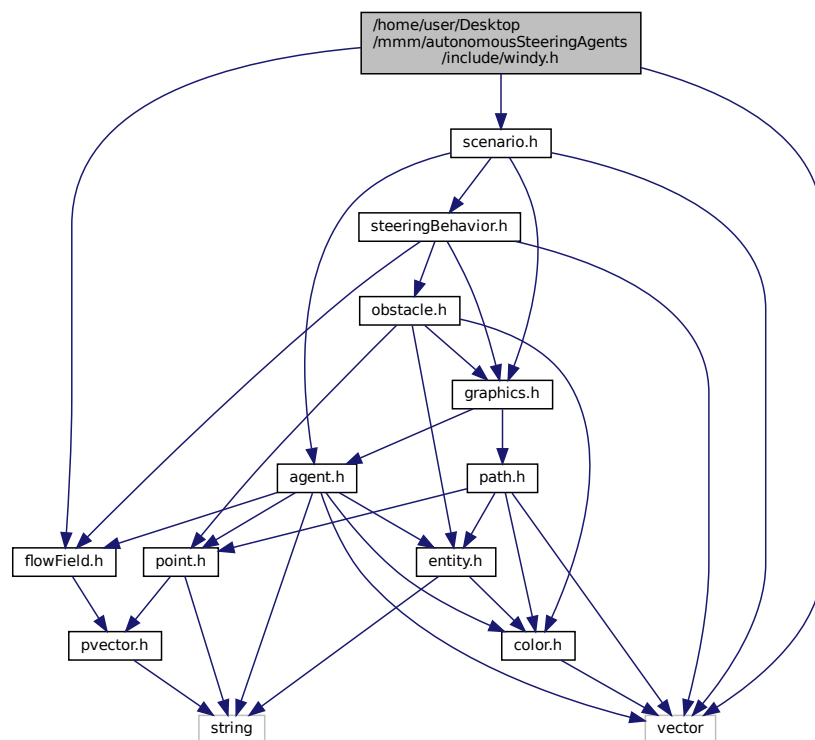 /home/user/Desktop
/mmm/autonomousSteeringAgents
/include/windy.h
scenario.h
steeringBehavior.h
obstacle.h
graphics.h
agent.h
path.h
flowField.h
point.h
entity.h
pvector.h
color.h
string
vector